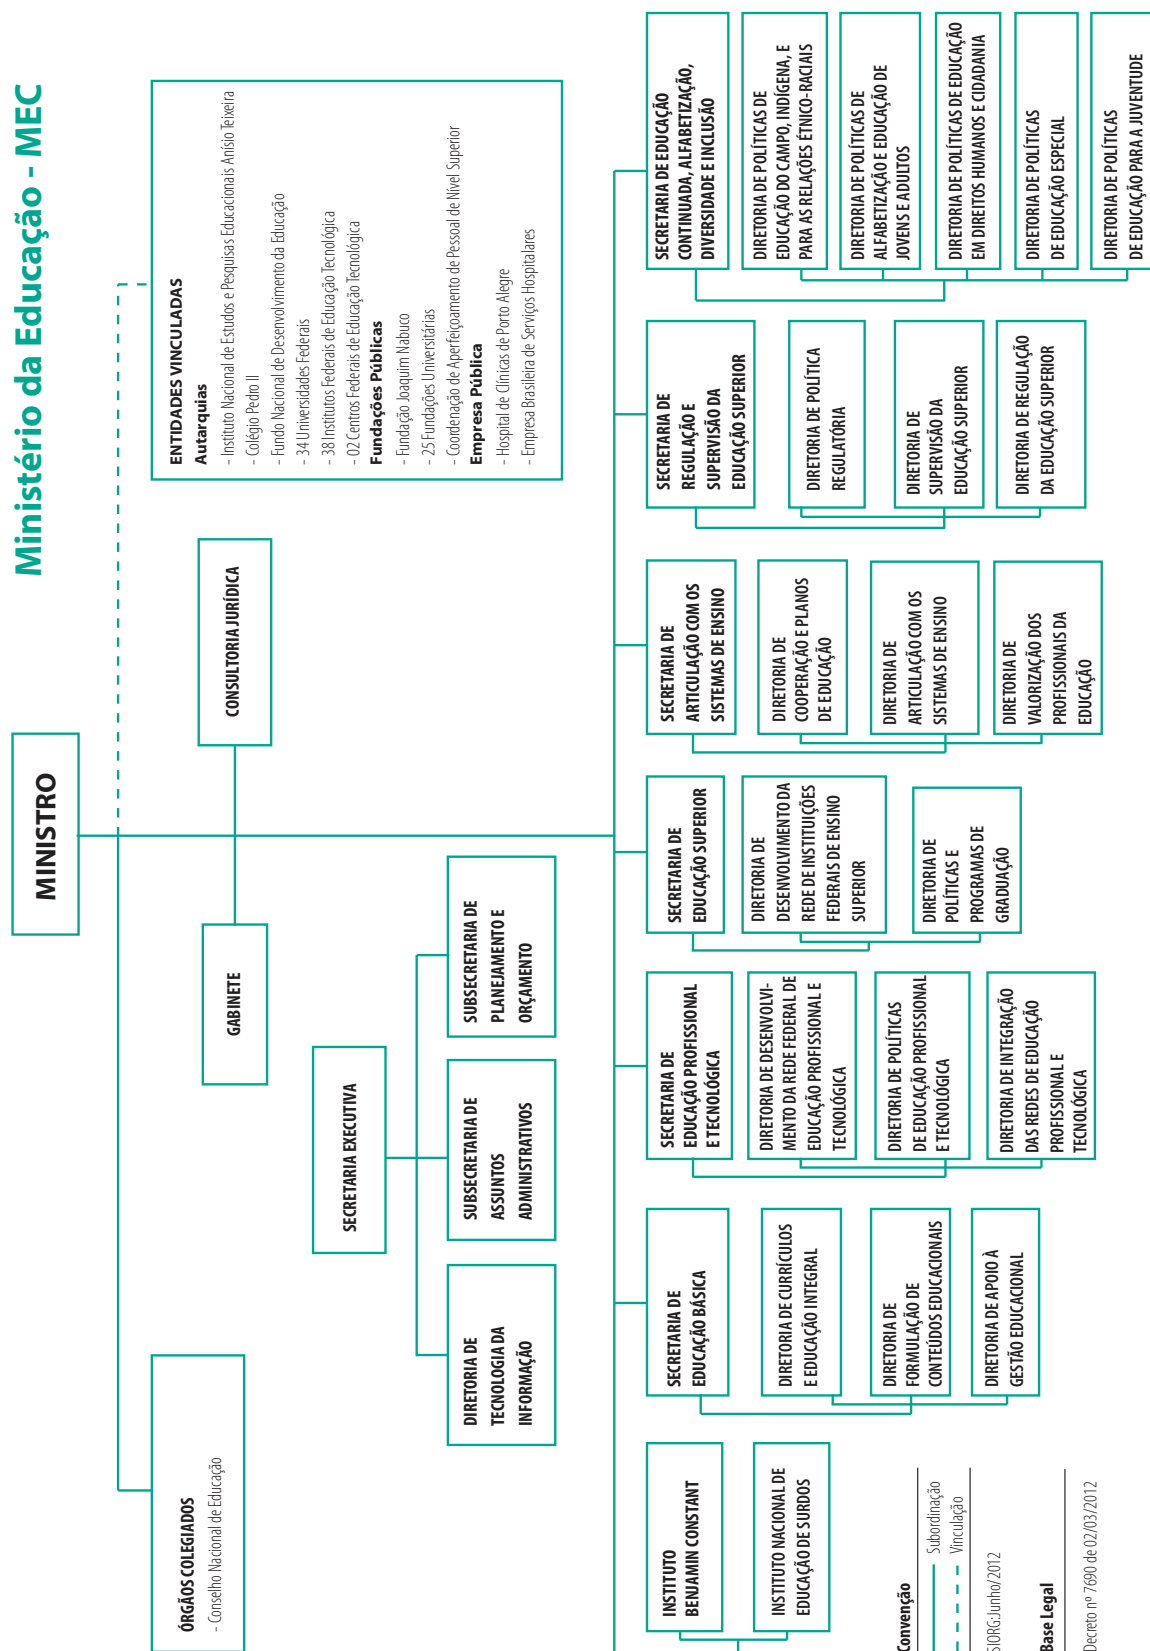 Ministério da Educação - MEC
MINISTRO
ÓRGÃOS COLEGIADOS
- Conselho Nacional de Educação
GABINETE
CONSULTORIA JURÍDICA
ENTIDADES VINCULADAS
Autarquias
- Instituto Nacional de Estudos e Pesquisas Educacionais Anísio Teixeira
- Colégio Pedro II
- Fundo Nacional de Desenvolvimento da Educação
- 34 Universidades Federais
- 38 Institutos Federais de Educação Tecnológica
- 02 Centros Federais de Educação Tecnológica
Fundações Públicas
- Fundação Joaquim Nabuco
- 25 Fundações Universitárias
- Coordenação de Aperfeiçoamento de Pessoal de Nível Superior
Empresa Pública
- Hospital de Clínicas de Porto Alegre
- Empresa Brasileira de Serviços Hospitalares
SECRETARIA EXECUTIVA
DIRETORIA DE
TECNOLOGIA DA
INFORMAÇÃO
SUBSECRETARIA DE
ASSUNTOS
ADMINISTRATIVOS
SUBSECRETARIA DE
PLANEJAMENTO E
ORÇAMENTO
INSTITUTO
BENJAMIN CONSTANT
INSTITUTO NACIONAL DE
EDUCAÇÃO DE SURDOS
SECRETARIA DE
EDUCAÇÃO BÁSICA
DIRETORIA DE CURRÍCULOS
E EDUCAÇÃO INTEGRAL
DIRETORIA DE
FORMULAÇÃO DE
CONTEÚDOS EDUCACIONAIS
DIRETORIA DE APOIO À
GESTÃO EDUCACIONAL
SECRETARIA DE
EDUCAÇÃO PROFISSIONAL
E TECNOLÓGICA
DIRETORIA DE DESENVOLVI-
MENTO DA REDE FEDERAL DE
EDUCAÇÃO PROFISSIONAL E
TECNOLÓGICA
DIRETORIA DE POLÍTICAS
DE EDUCAÇÃO PROFISSIONAL
E TECNOLÓGICA
DIRETORIA DE INTEGRAÇÃO
DAS REDES DE EDUCAÇÃO
PROFISSIONAL E
TECNOLÓGICA
SECRETARIA DE
EDUCAÇÃO SUPERIOR
DIRETORIA DE
DESENVOLVIMENTO DA
REDE DE INSTITUIÇÕES
FEDERAIS DE ENSINO
SUPERIOR
DIRETORIA DE
POLÍTICAS E
PROGRAMAS DE
GRADUAÇÃO
SECRETARIA DE
ARTICULAÇÃO COM OS
SISTEMAS DE ENSINO
DIRETORIA DE
COOPERAÇÃO E PLANOS
DE EDUCAÇÃO
DIRETORIA DE
ARTICULAÇÃO COM OS
SISTEMAS DE ENSINO
DIRETORIA DE
VALORIZAÇÃO DOS
PROFISSIONAIS DA
EDUCAÇÃO
SECRETARIA DE
REGULAÇÃO E
SUPERVISÃO DA
EDUCAÇÃO SUPERIOR
DIRETORIA DE POLÍTICA
REGULATÓRIA
DIRETORIA DE
SUPERVISÃO DA
EDUCAÇÃO SUPERIOR
DIRETORIA DE REGULAÇÃO
DA EDUCAÇÃO SUPERIOR
SECRETARIA DE EDUCAÇÃO
CONTINUADA, ALFABETIZAÇÃO,
DIVERSIDADE E INCLUSÃO
DIRETORIA DE POLÍTICAS DE
EDUCAÇÃO DO CAMPO, INDÍGENA, E
PARA AS RELAÇÕES ÉTNICO-RACIAIS
DIRETORIA DE POLÍTICAS DE
ALFABETIZAÇÃO E EDUCAÇÃO DE
JOVENS E ADULTOS
DIRETORIA DE POLÍTICAS DE EDUCAÇÃO
EM DIREITOS HUMANOS E CIDADANIA
DIRETORIA DE POLÍTICAS
DE EDUCAÇÃO ESPECIAL
DIRETORIA DE POLÍTICAS
DE EDUCAÇÃO PARA A JUVENTUDE
Convenção
Subordinação
Vinculação
SIORG:Junho/2012
Base Legal
Decreto nº 7690 de 02/03/2012